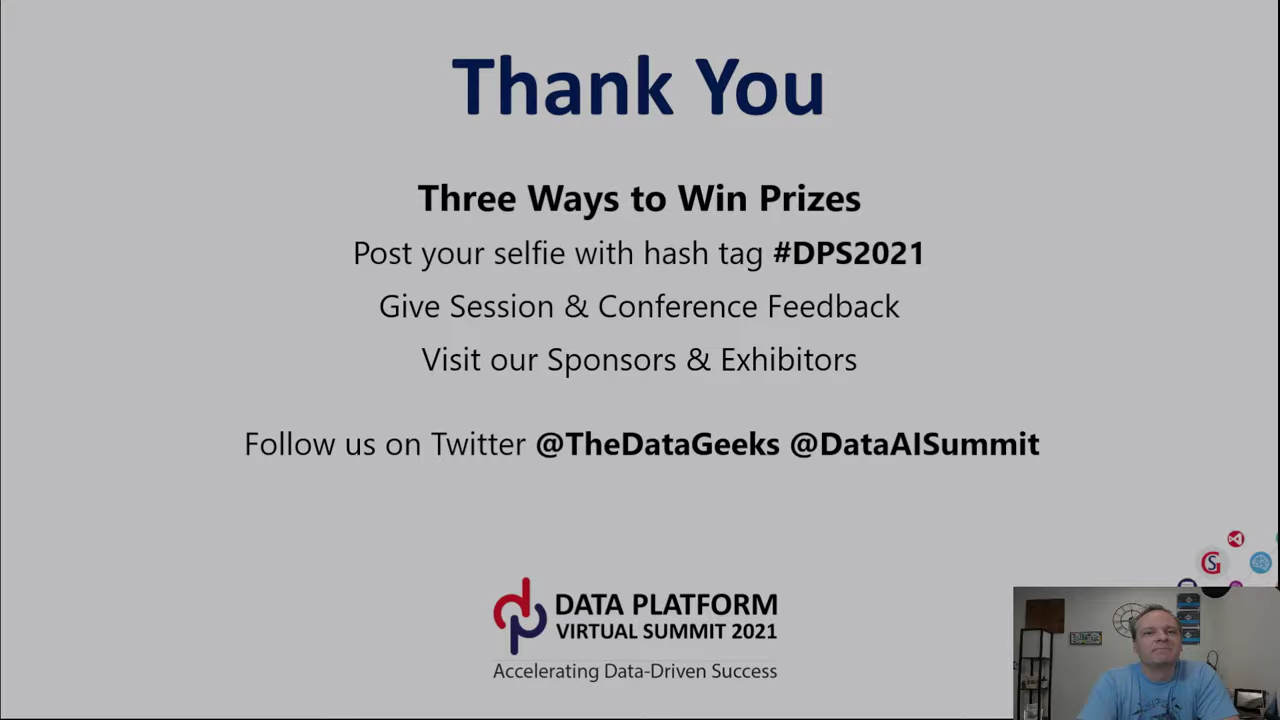 Thank You
Three Ways to Win Prizes
Post your selfie with hash tag #DPS2021
Give Session & Conference Feedback
Visit our Sponsors & Exhibitors
Follow us on Twitter @TheDataGeeks @DataAISummit
DATA PLATFORM
VIRTUAL SUMMIT 2021
Accelerating Data-Driven Success